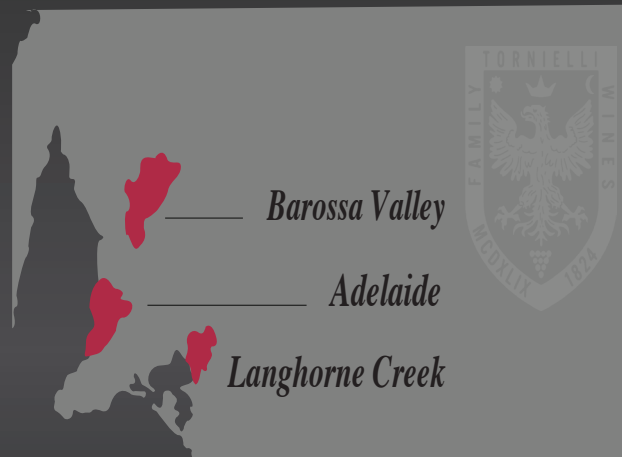 TORNIELLI
FAMILY
WINES
MCDXLIX
1824
Barossa Valley
Adelaide
Langhorne Creek